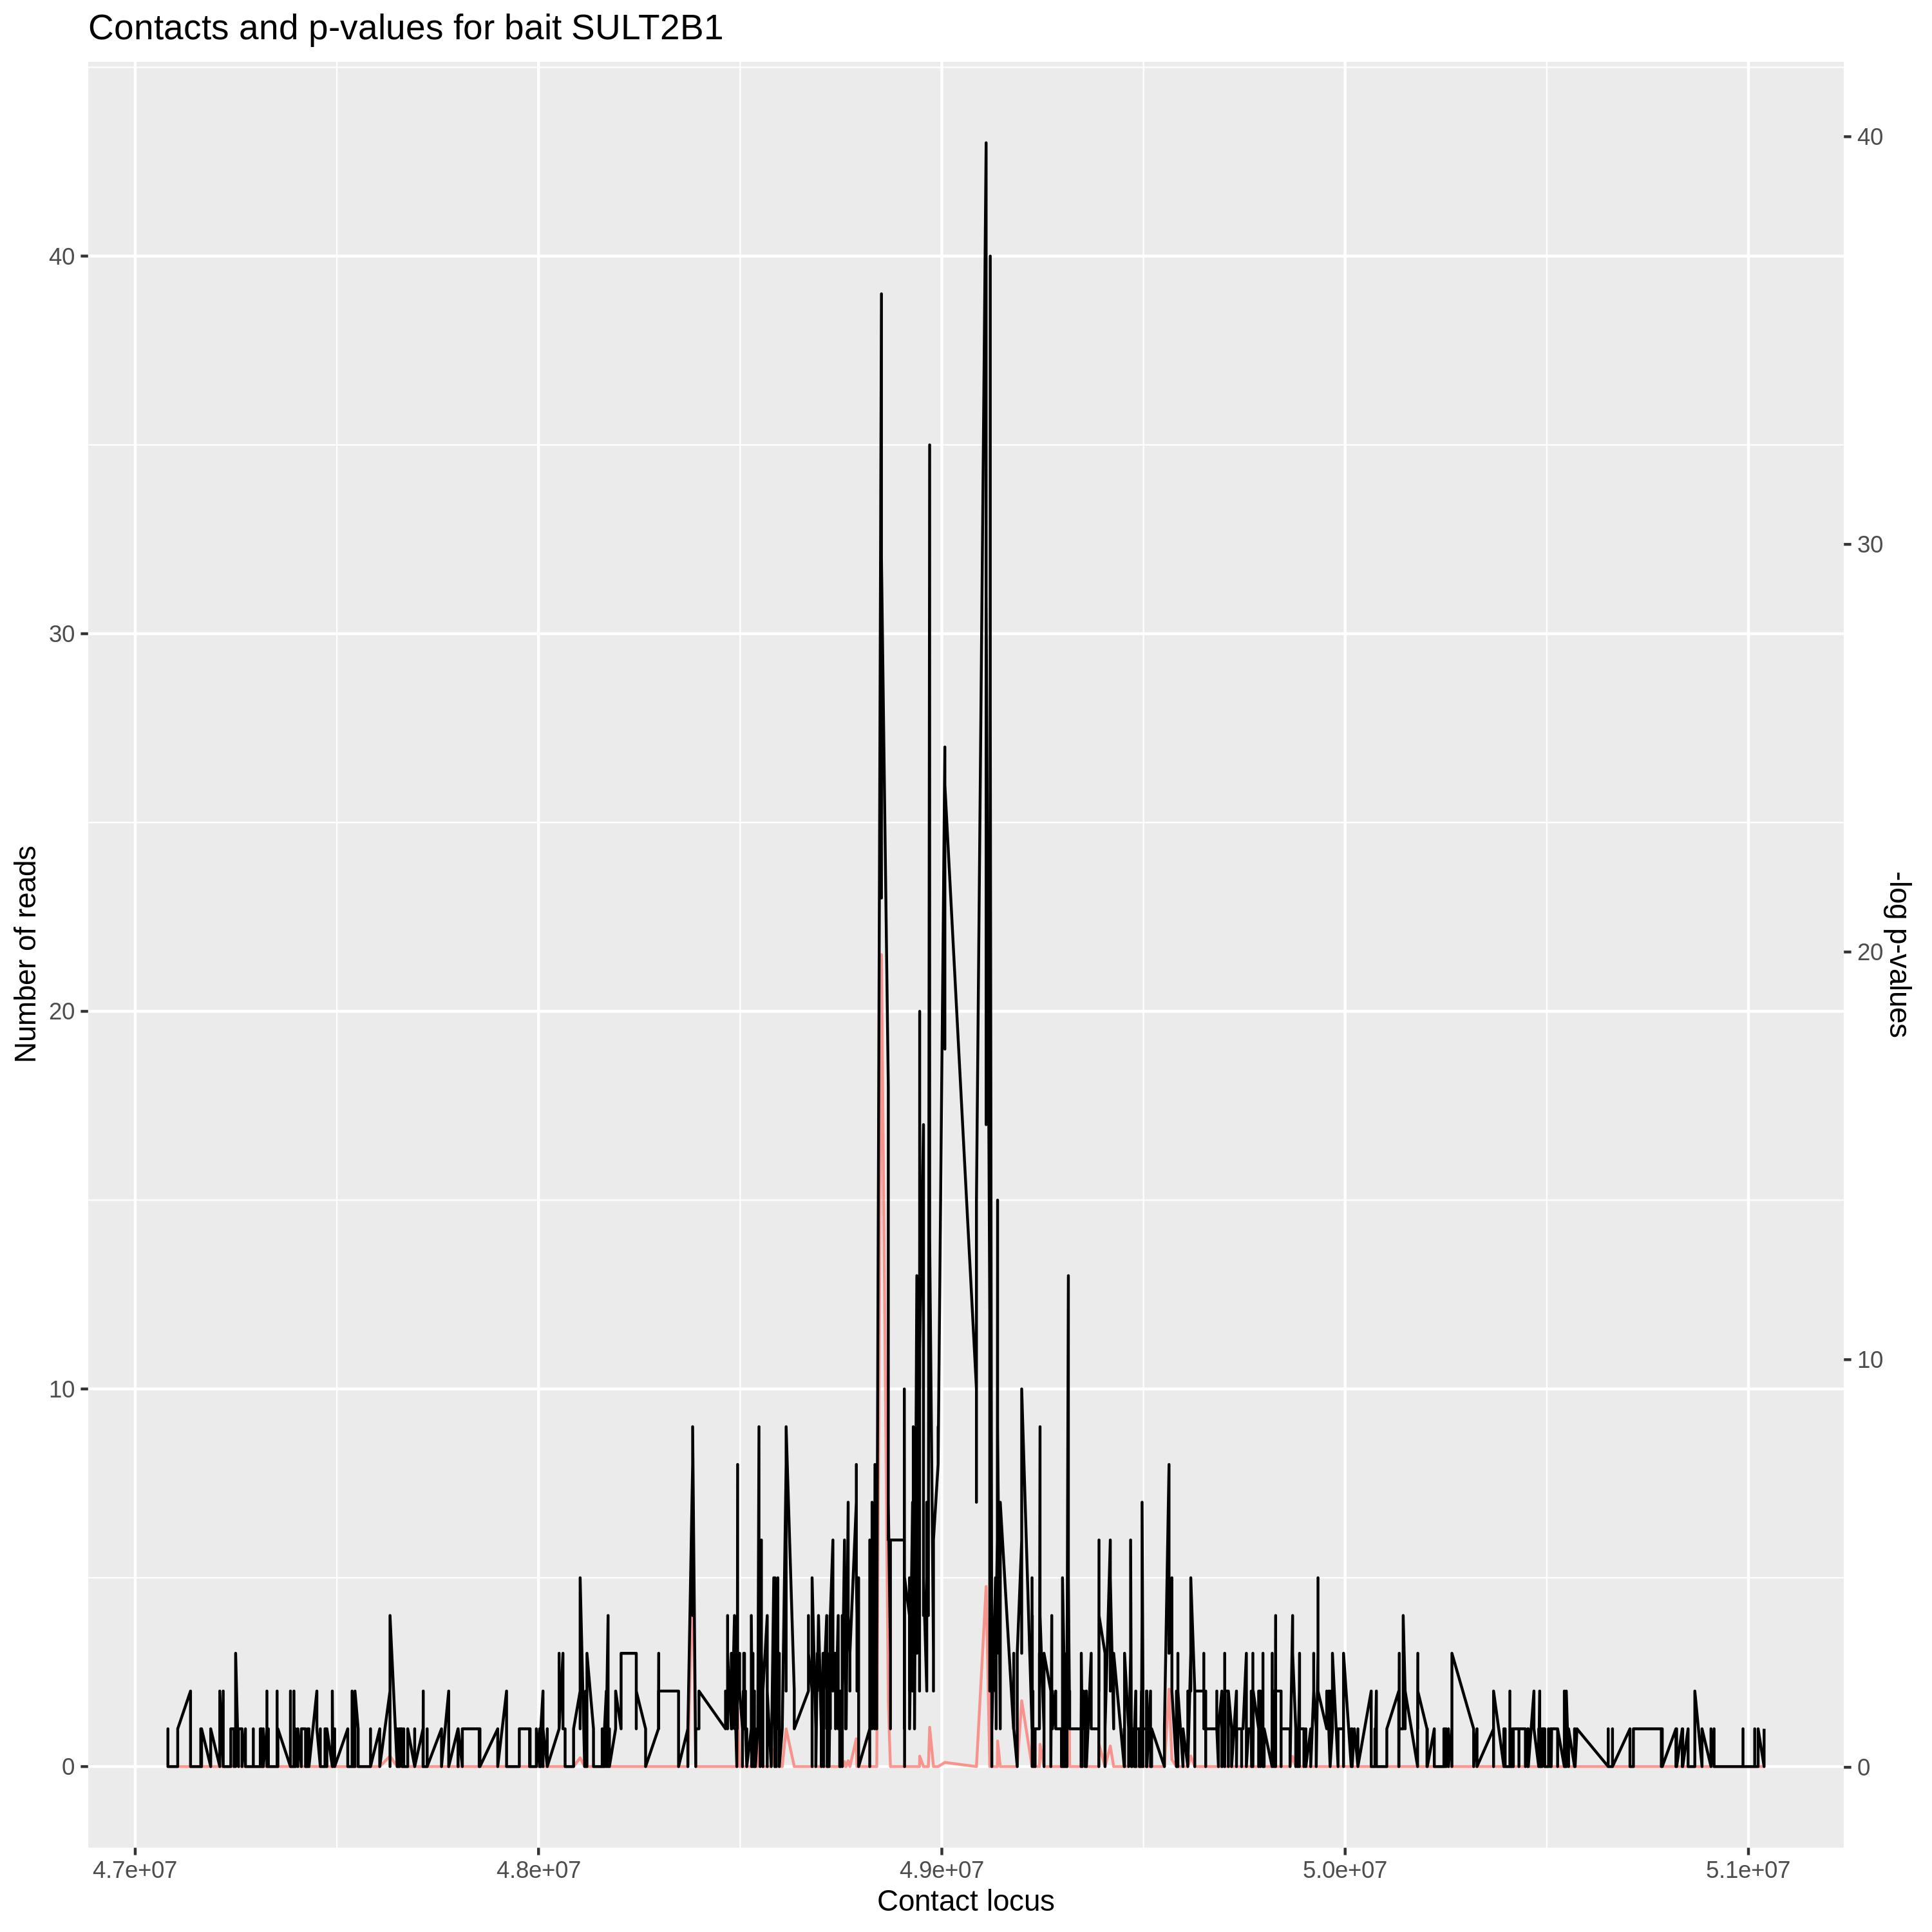 Contacts and p-values for bait SULT2B1
40
30
20
10
0
Number of reads
40
30
20
10
0
-log p-values
4.7e+07 4.8e+07 4.9e+07 5.0e+07 5.1e+07
Contact locus